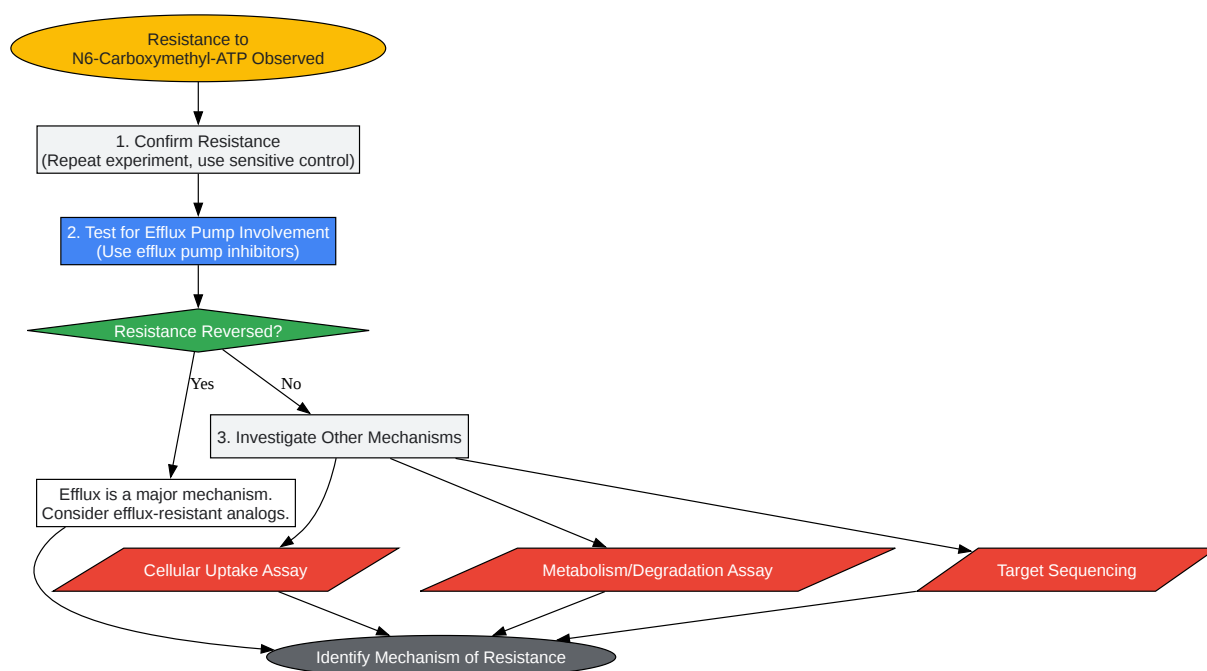 Resistance to
N6-Carboxymethyl-ATP Observed
1. Confirm Resistance
(Repeat experiment, use sensitive control)
2. Test for Efflux Pump Involvement
(Use efflux pump inhibitors)
Resistance Reversed?
Yes
No
3. Investigate Other Mechanisms
Efflux is a major mechanism.
Consider efflux-resistant analogs.
Cellular Uptake Assay
Metabolism/Degradation Assay
Target Sequencing
Identify Mechanism of Resistance